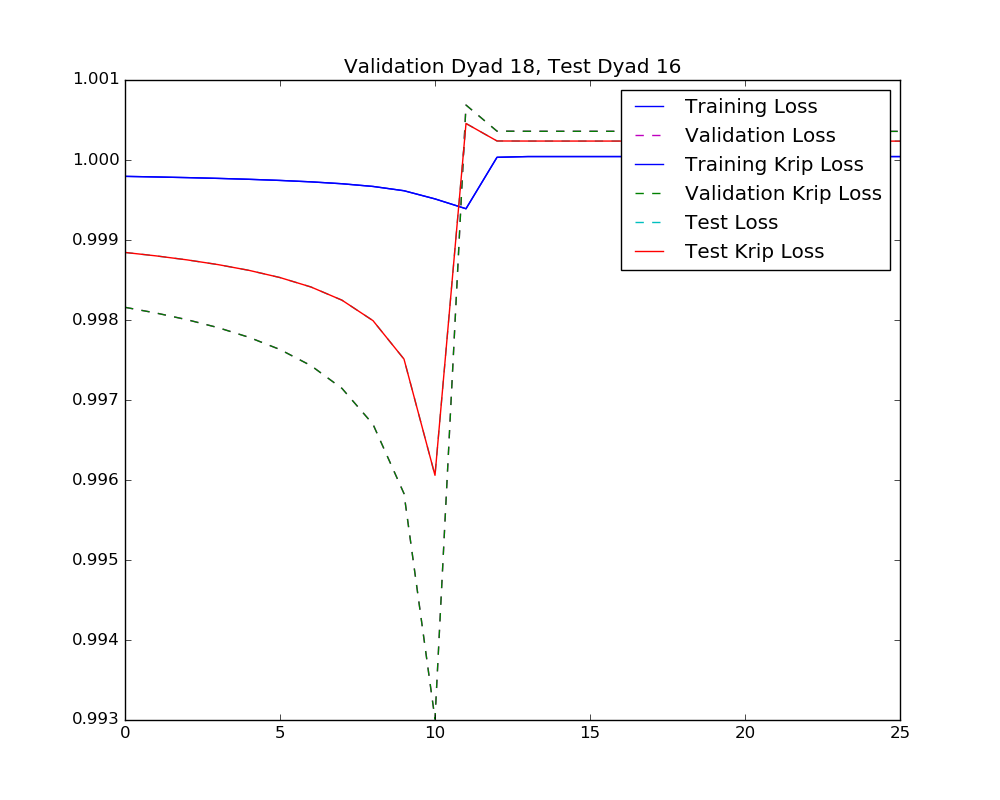 Validation Dyad 18, Test Dyad 16
1.001
1.000
0.999
0.998
0.997
0.996
0.995
0.994
0.993
Training Loss
Validation Loss
Training Krip Loss
Validation Krip Loss
Test Loss
Test Krip Loss
0 5 10 15 20 25